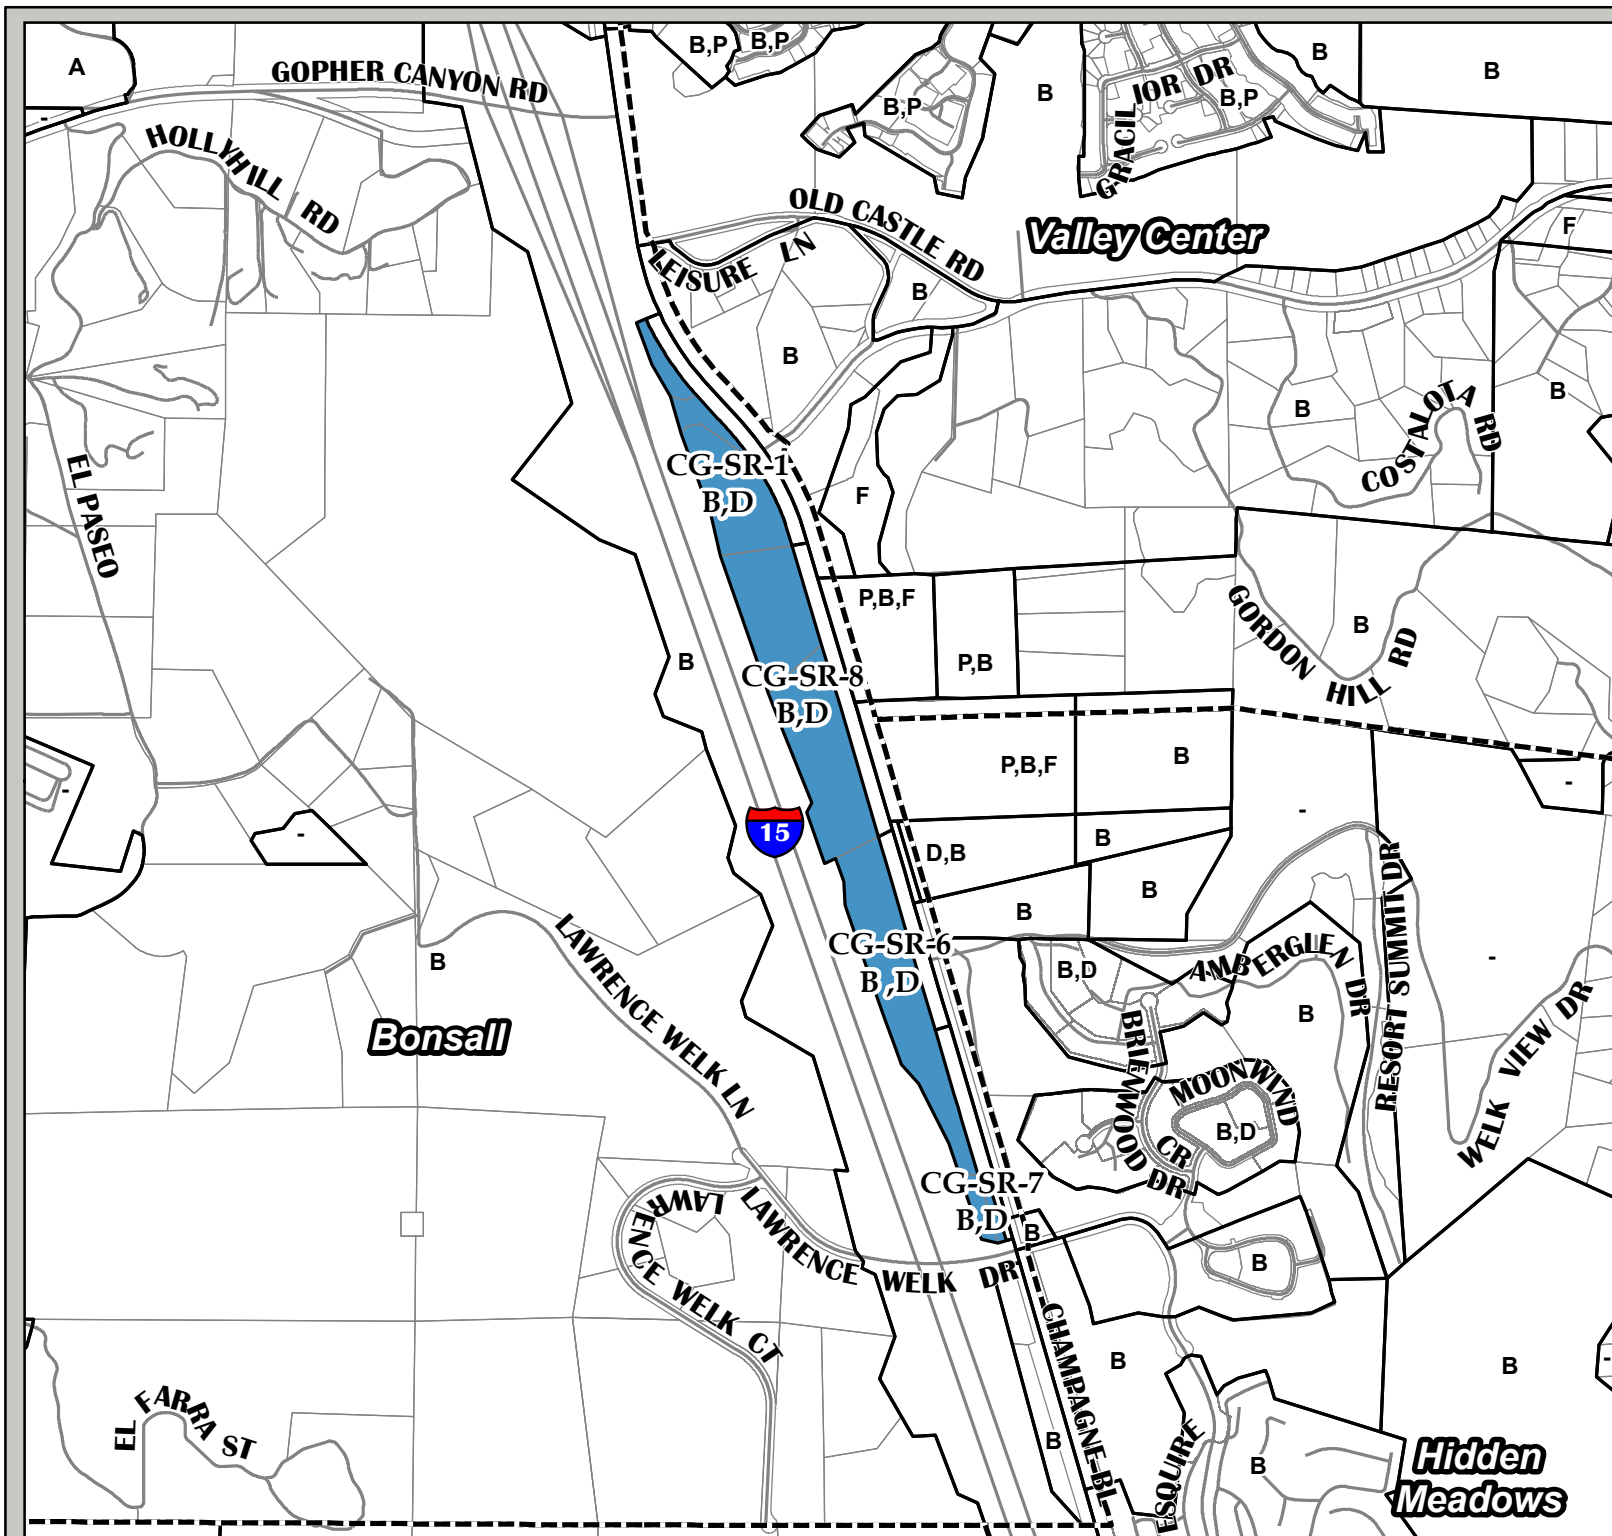 A
-
GOPHER CANYON RD
HOLLYHILL RD
B,P
B,P
B,P
B
GRACILIOR DR
B,P
B
B
OLD CASTLE RD
LEISURE LN
Valley Center
F
B
B
B
B
COSTALOTA RD
EL PASEO
CG-SR-1
B,D
F
P,B,F
P,B
GORDON HILL RD
B
B
CG-SR-8
B,D
P,B,F
B
-
-
-
-
15
D,B
B
B
B
RESORT SUMMIT DR
CG-SR-6
B ,D
B,D
AMBERGLEN DR
B
-
WELK VIEW DR
B
Bonsall
LAWRENCE WELK LN
BRIENWOOD DR
MOONWIND CR
B,D
CG-SR-7
B,D
B
B
LAWRENCE WELK CT
LAWRENCE WELK DR
CHAMPAGNE BL
B
B
-
EL FARRA ST
B
ESQUIRE
B
Hidden
Meadows